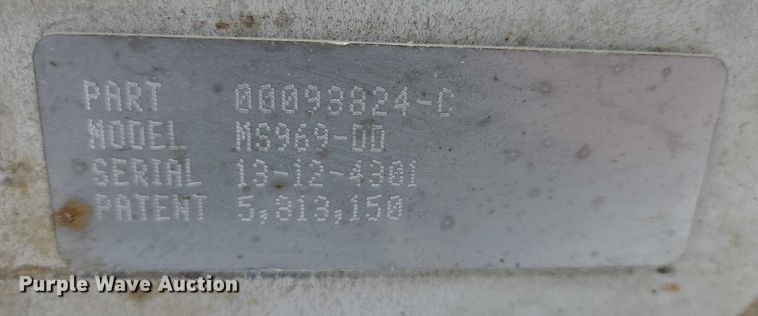 PART 00093824-C
MODEL MS969-DD
SERIAL 13-12-4301
PATENT 5,813,150
Purple Wave Auction